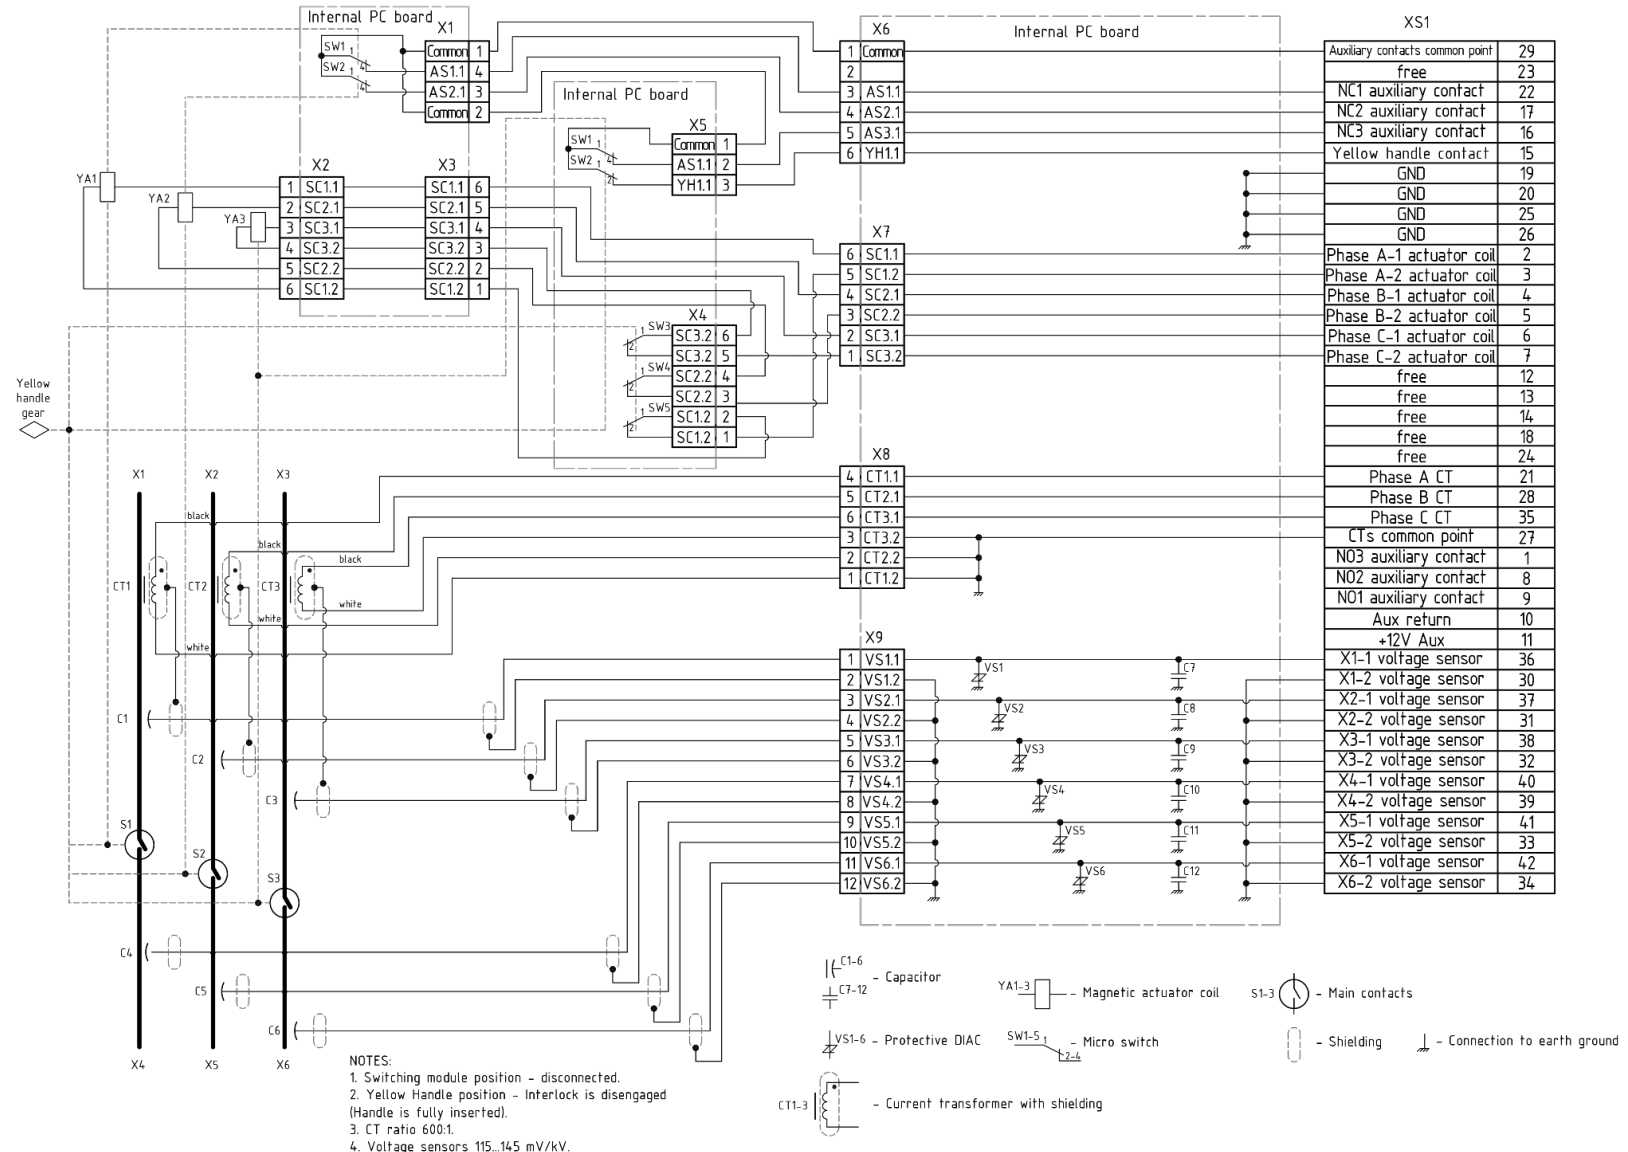 Internal PC board
X1
SW1 1
4
SW2 1
4
Common 1
AS1.1 4
AS2.1 3
Common 2
Internal PC board
X5
SW1 1
4
SW2 1
2
Common 1
AS1.1 2
YH1.1 3
YA1
YA2
YA3
X2
1 SC1.1
2 SC2.1
3 SC3.1
4 SC3.2
5 SC2.2
6 SC1.2
X3
SC1.1 6
SC2.1 5
SC3.1 4
SC3.2 3
SC2.2 2
SC1.2 1
X4
1 SW3
2
1 SW4
2
1 SW5
2
SC3.2 6
SC3.2 5
SC2.2 4
SC2.2 3
SC1.2 2
SC1.2 1
Internal PC board
X6
1 Common
2
3 AS1.1
4 AS2.1
5 AS3.1
6 YH1.1
X7
6 SC1.1
5 SC1.2
4 SC2.1
3 SC2.2
2 SC3.1
1 SC3.2
X8
4 CT1.1
5 CT2.1
6 CT3.1
3 CT3.2
2 CT2.2
1 CT1.2
X9
1 VS1.1
2 VS1.2
3 VS2.1
4 VS2.2
5 VS3.1
6 VS3.2
7 VS4.1
8 VS4.2
9 VS5.1
10 VS5.2
11 VS6.1
12 VS6.2
VS1
VS2
VS3
VS4
VS5
VS6
C7
C8
C9
C10
C11
C12
XS1
Auxiliary contacts common point 29
free 23
NC1 auxiliary contact 22
NC2 auxiliary contact 17
NC3 auxiliary contact 16
Yellow handle contact 15
GND 19
GND 20
GND 25
GND 26
Phase A-1 actuator coil 2
Phase A-2 actuator coil 3
Phase B-1 actuator coil 4
Phase B-2 actuator coil 5
Phase C-1 actuator coil 6
Phase C-2 actuator coil 7
free 12
free 13
free 14
free 18
free 24
Phase A CT 21
Phase B CT 28
Phase C CT 35
CTs common point 27
NO3 auxiliary contact 1
NO2 auxiliary contact 8
NO1 auxiliary contact 9
Aux return 10
+12V Aux 11
X1-1 voltage sensor 36
X1-2 voltage sensor 30
X2-1 voltage sensor 37
X2-2 voltage sensor 31
X3-1 voltage sensor 38
X3-2 voltage sensor 32
X4-1 voltage sensor 40
X4-2 voltage sensor 39
X5-1 voltage sensor 41
X5-2 voltage sensor 33
X6-1 voltage sensor 42
X6-2 voltage sensor 34
Yellow
handle
gear
X1 X2 X3
black
black
black
CT1 CT2 CT3
white
white
white
C1
C2
C3
S1
S2
S3
C4
C5
C6
X4 X5 X6
NOTES:
1. Switching module position - disconnected.
2. Yellow Handle position - Interlock is disengaged
(Handle is fully inserted).
3. CT ratio 600:1.
4. Voltage sensors 115...145 mV/kV.
C1-6
C7-12
- Capacitor
YA1-3 - Magnetic actuator coil
S1-3 - Main contacts
VS1-6 - Protective DIAC
SW1-5 1
2-4
- Micro switch
- Shielding
- Connection to earth ground
CT1-3 - Current transformer with shielding